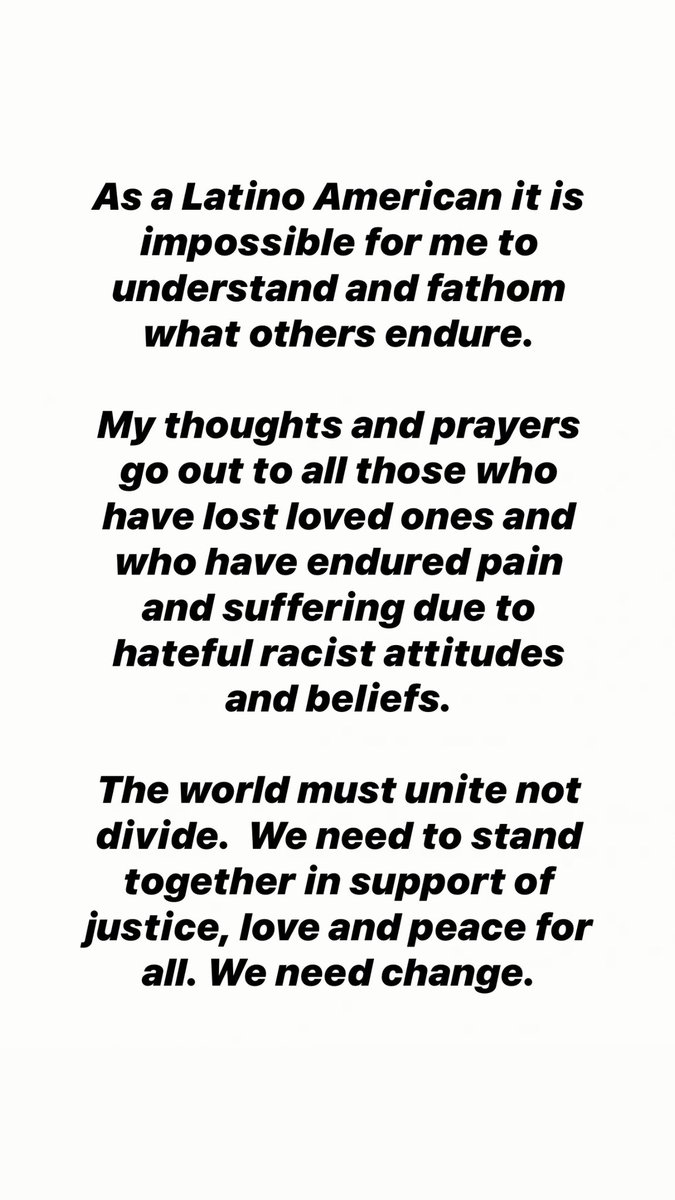 As a Latino American it is
impossible for me to
understand and fathom
what others endure.
My thoughts and prayers
go out to all those who
have lost loved ones and
who have endured pain
and suffering due to
hateful racist attitudes
and beliefs.
The world must unite not
divide.  We need to stand
together in support of
justice, love and peace for
all. We need change.